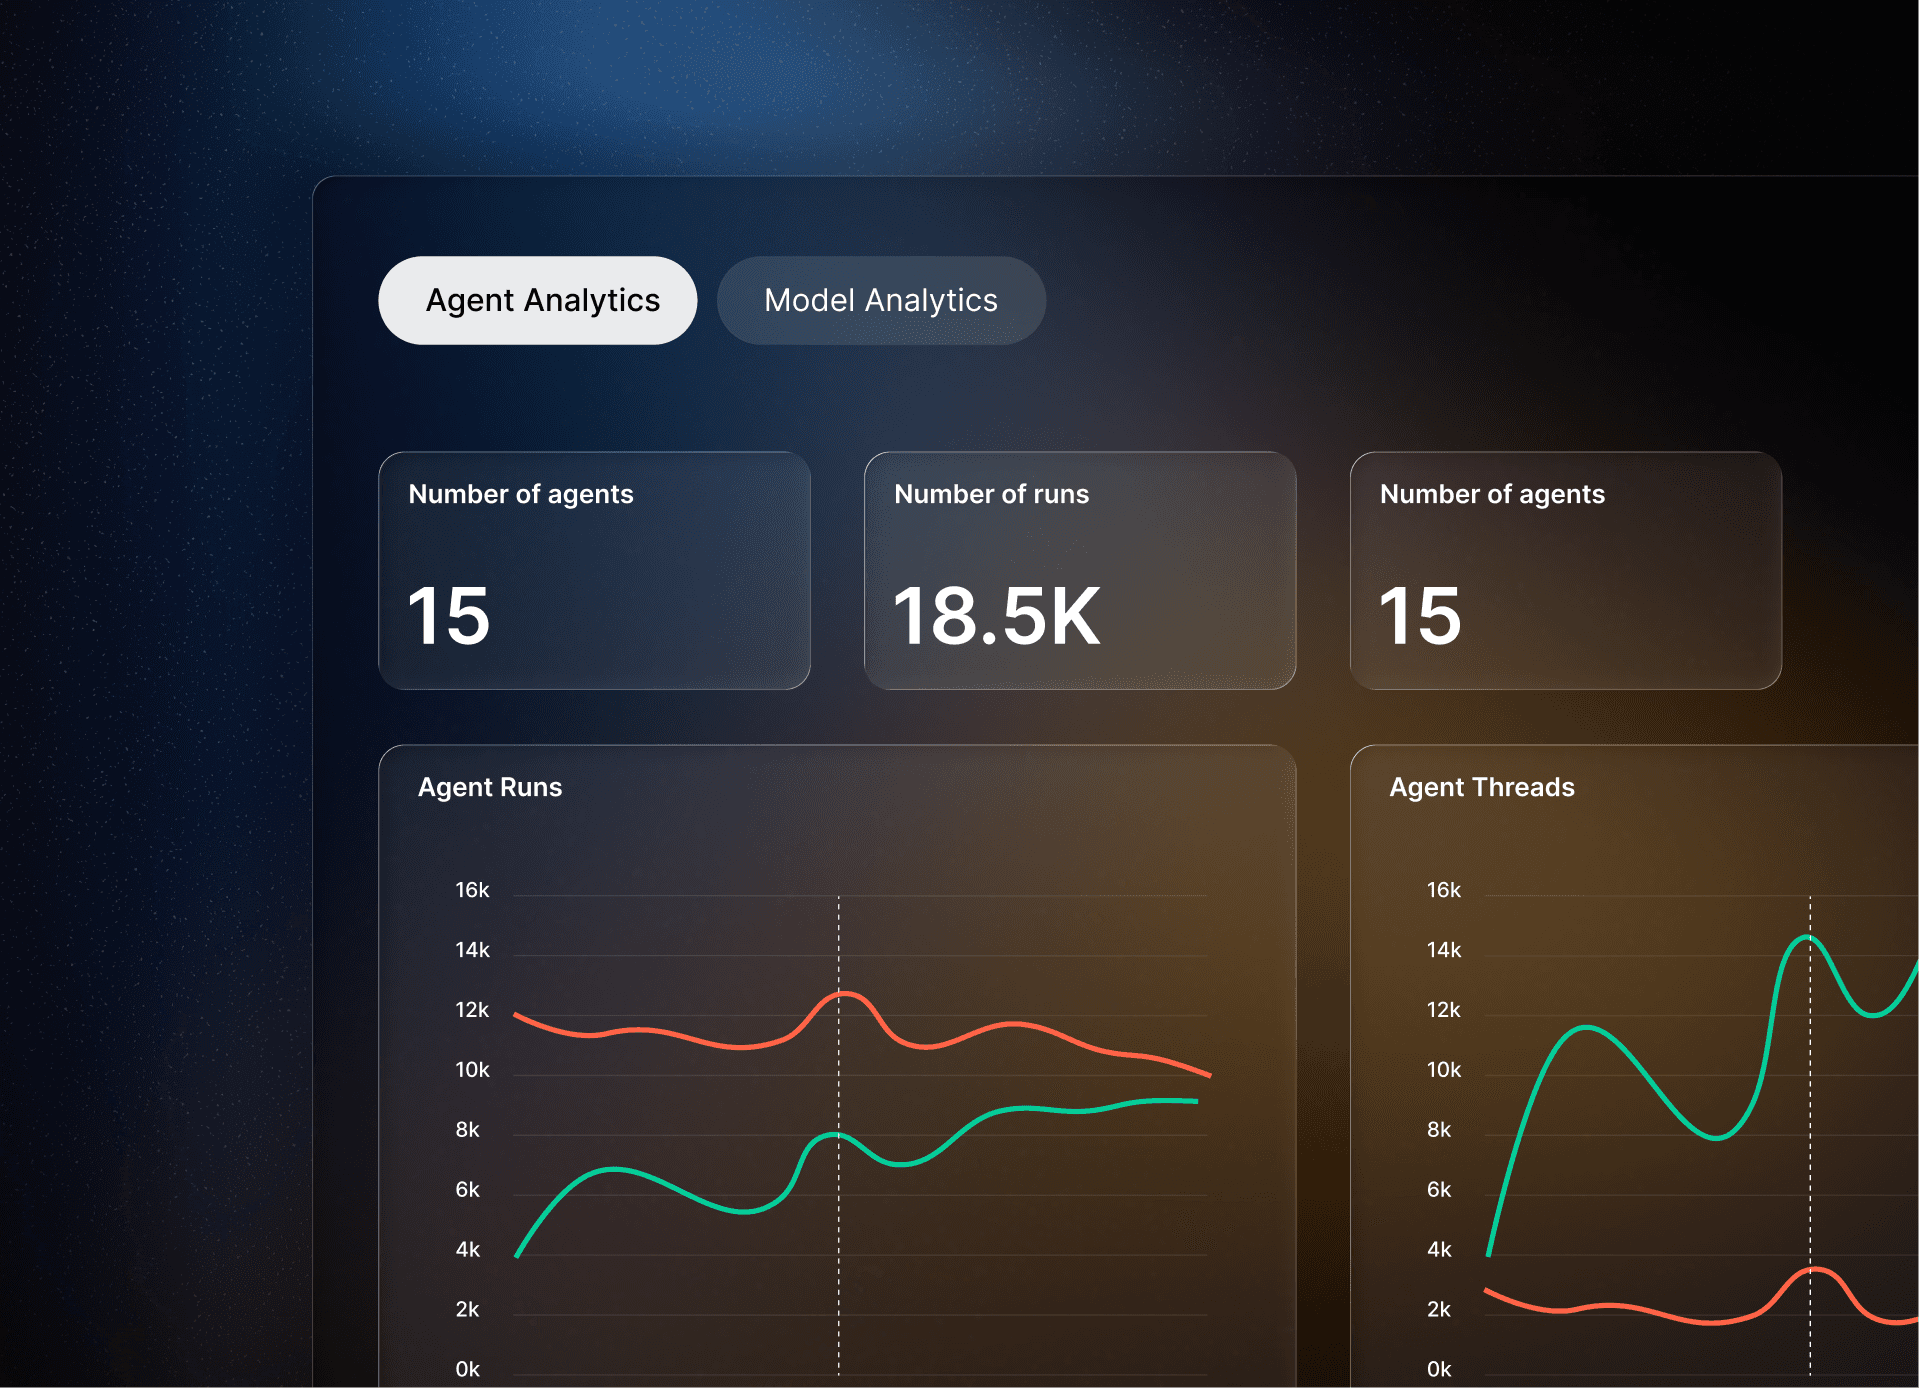 Agent Analytics
Model Analytics
Number of agents
15
Number of runs
18.5K
Number of agents
15
Agent Runs
16k
14k
12k
10k
8k
6k
4k
2k
0k
Agent Threads
16k
14k
12k
10k
8k
6k
4k
2k
0k